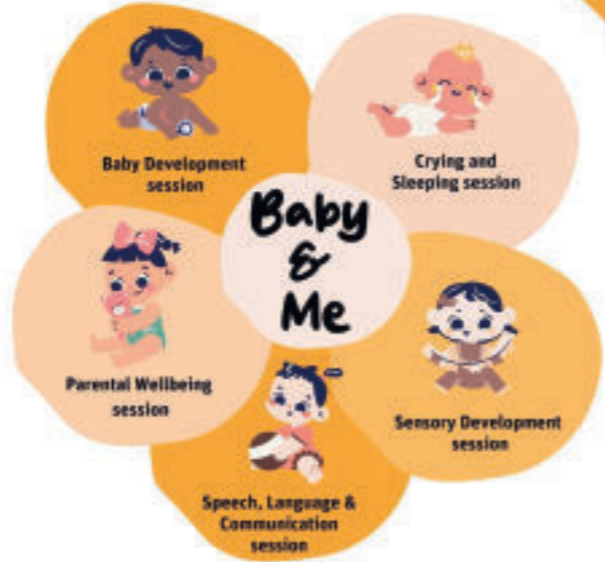 Baby Development
session
Crying and
Sleeping session
Baby
&
Me
Parental Wellbeing
session
Sensory Development
session
Speech, Language &
Communication
session